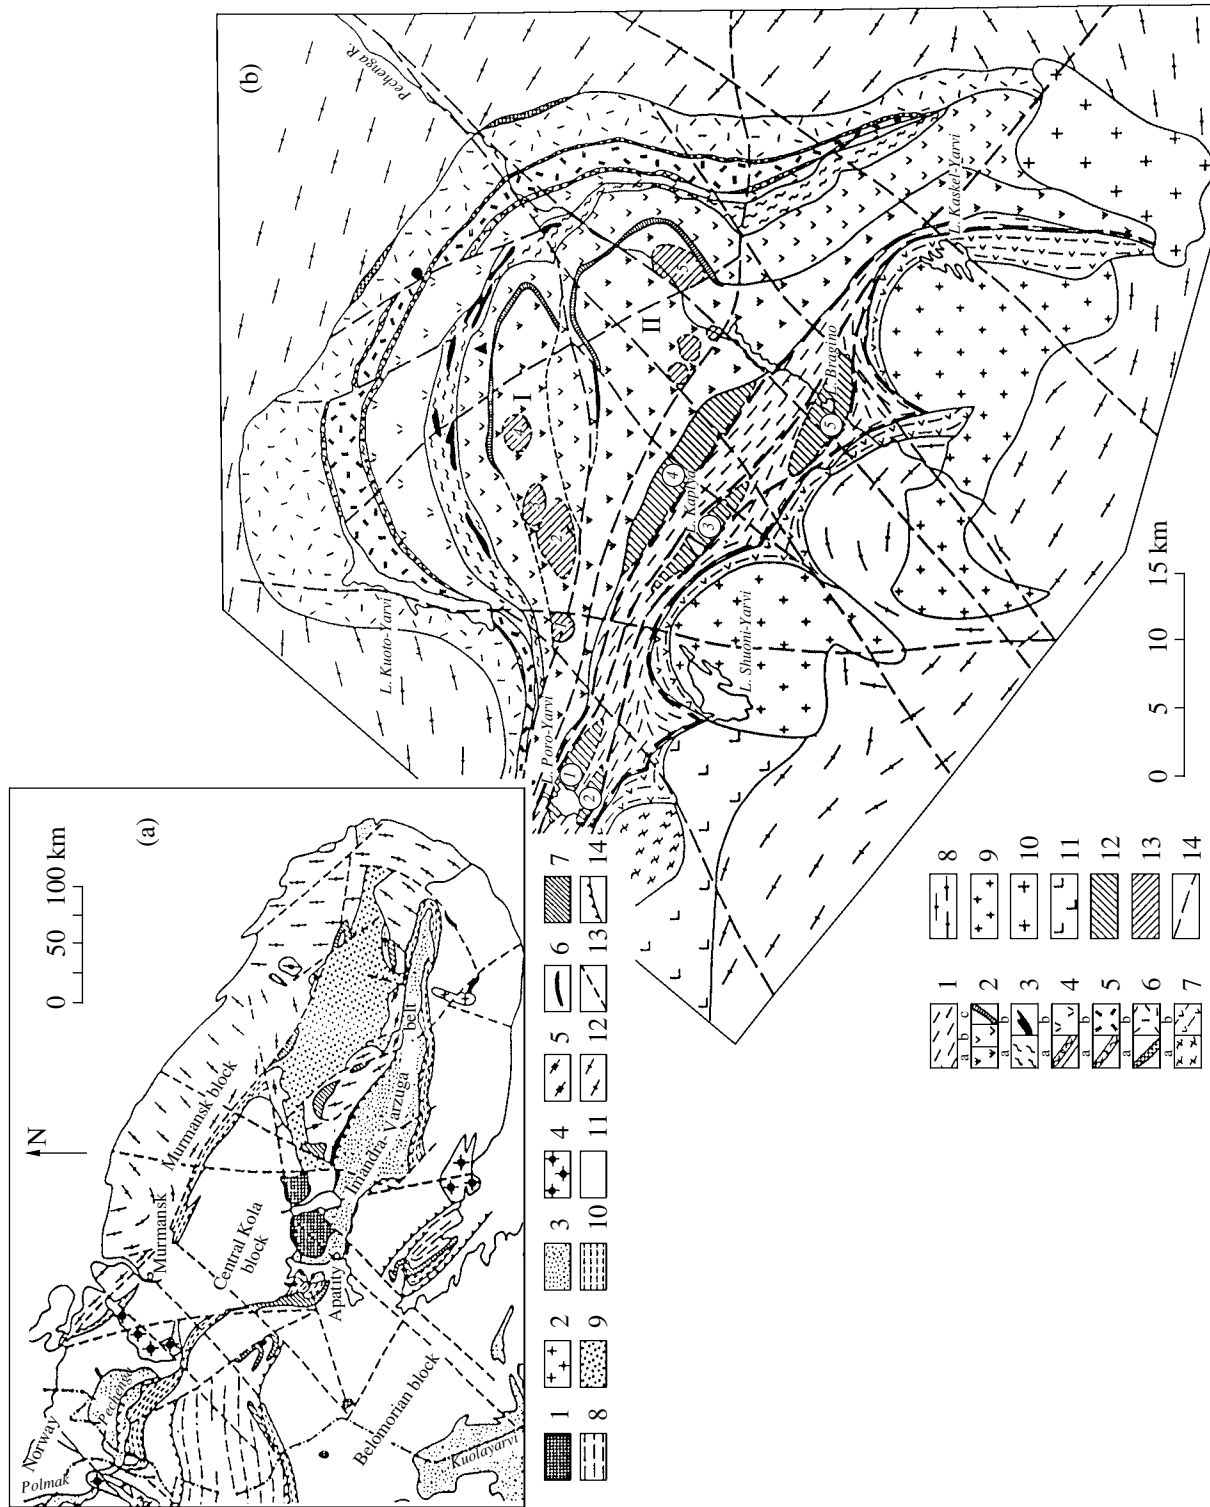 (a)
N
0 50 100 km
Norway
Polmak
Pechenga
Murmansk
Murmansk block
Central Kola
block
Apatity
Imandra-Varzuga
belt
Belomorian block
Kuolayarvi
1 2 3 4 5 6 7
8 9 10 11 12 13 14
(b)
Pechenga R.
L. Kuoto-Yarvi
L. Poro-Yarvi
I
II
2
5
1
2
3
4
5
L. Kaplya
L. Bragino
L. Kaskel-Yarvi
L. Shuoni-Yarvi
0 5 10 15 km
1
a b c 2
a b 3
a b 4
a b 5
a b 6
7
8
9
10
11
12
13
14